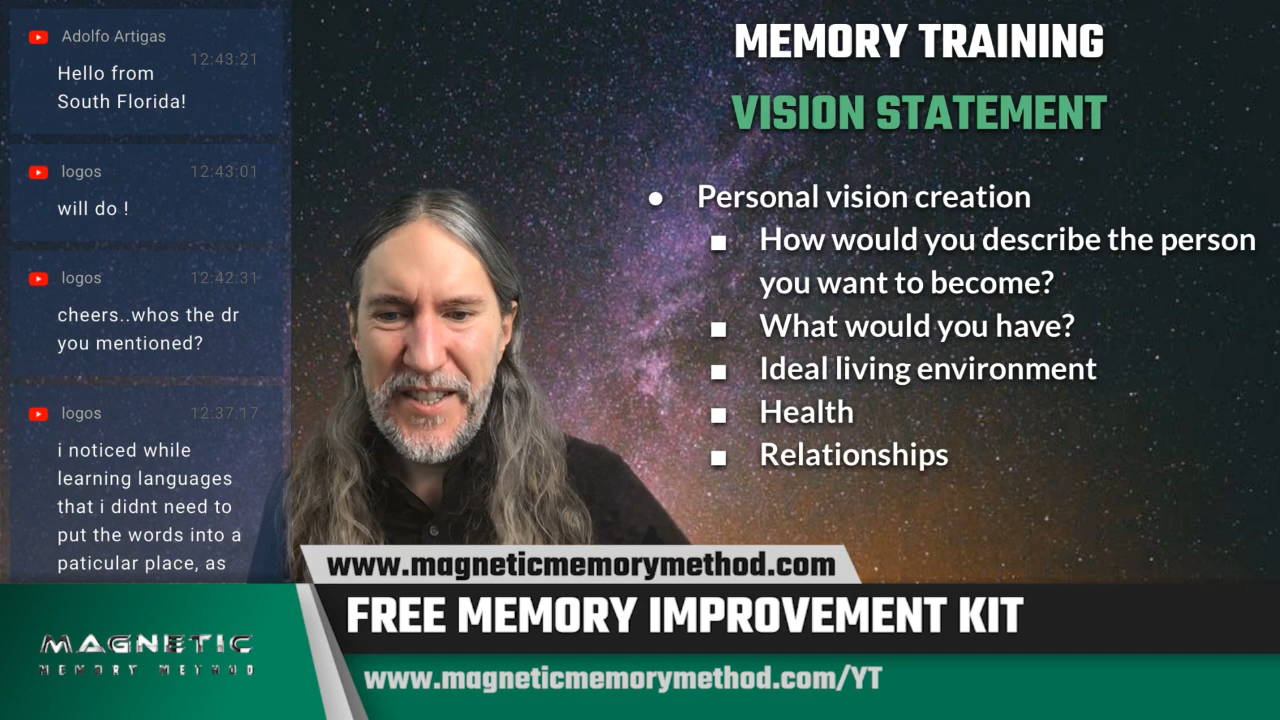 Adolfo Artigas
12:43:21
Hello from
South Florida!
logos 12:43:01
will do !
logos 12:42:31
cheers..whos the dr
you mentioned?
logos 12:37:17
i noticed while
learning languages
that i didnt need to
put the words into a
paticular place, as
MEMORY TRAINING
VISION STATEMENT
Personal vision creation
How would you describe the person
you want to become?
What would you have?
Ideal living environment
Health
Relationships
www.magneticmemorymethod.com
FREE MEMORY IMPROVEMENT KIT
www.magneticmemorymethod.com/YT
MAGNETIC
MEMORY METHOD